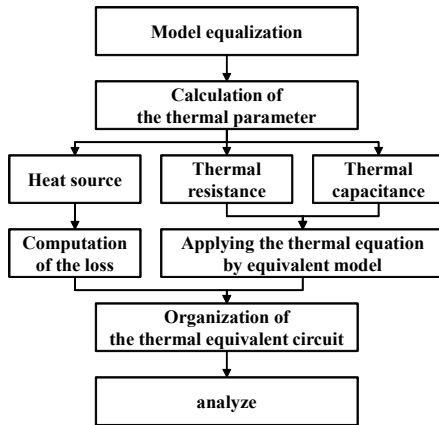 Model equalization
Calculation of
the thermal parameter
Heat source
Thermal
resistance
Thermal
capacitance
Computation
of the loss
Applying the thermal equation
by equivalent model
Organization of
the thermal equivalent circuit
analyze